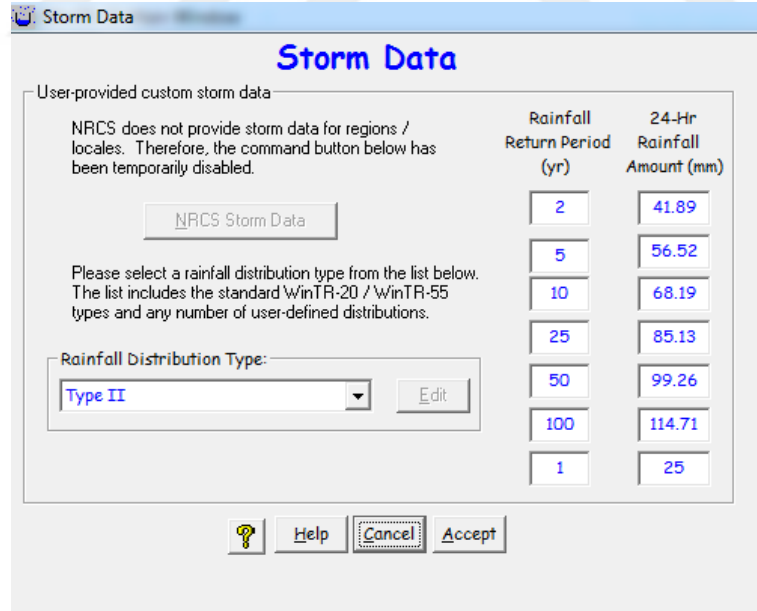 Storm Data
Storm Data
User-provided custom storm data
NRCS does not provide storm data for regions /
locales. Therefore, the command button below has
been temporarily disabled.
NRCS Storm Data
Please select a rainfall distribution type from the list below.
The list includes the standard WinTR-20 / WinTR-55
types and any number of user-defined distributions.
Rainfall Distribution Type:
Type II
Edit
Rainfall
Return Period
(yr)
24-Hr
Rainfall
Amount (mm)
2 41.89
5 56.52
10 68.19
25 85.13
50 99.26
100 114.71
1 25
? Help Cancel Accept